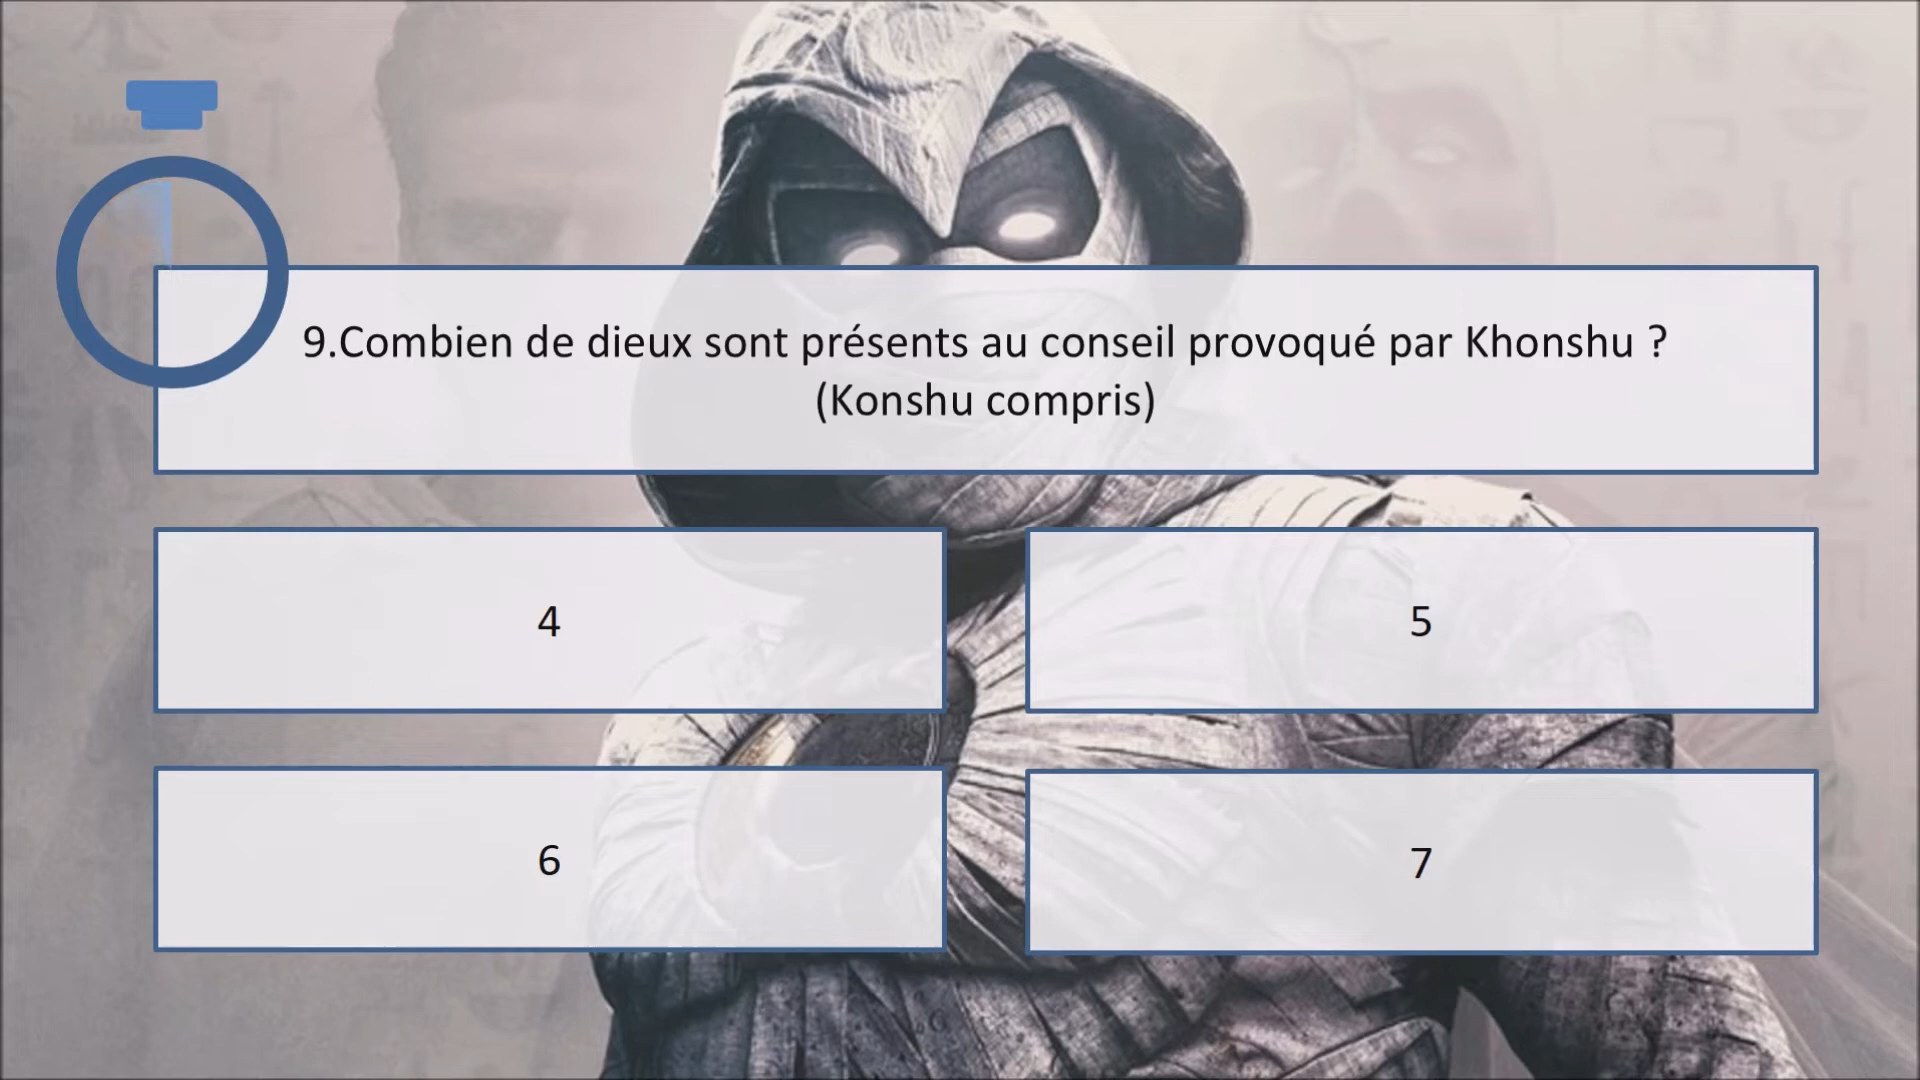 9.Combien de dieux sont présents au conseil provoqué par Khonshu ?
(Konshu compris)
4
5
6
7